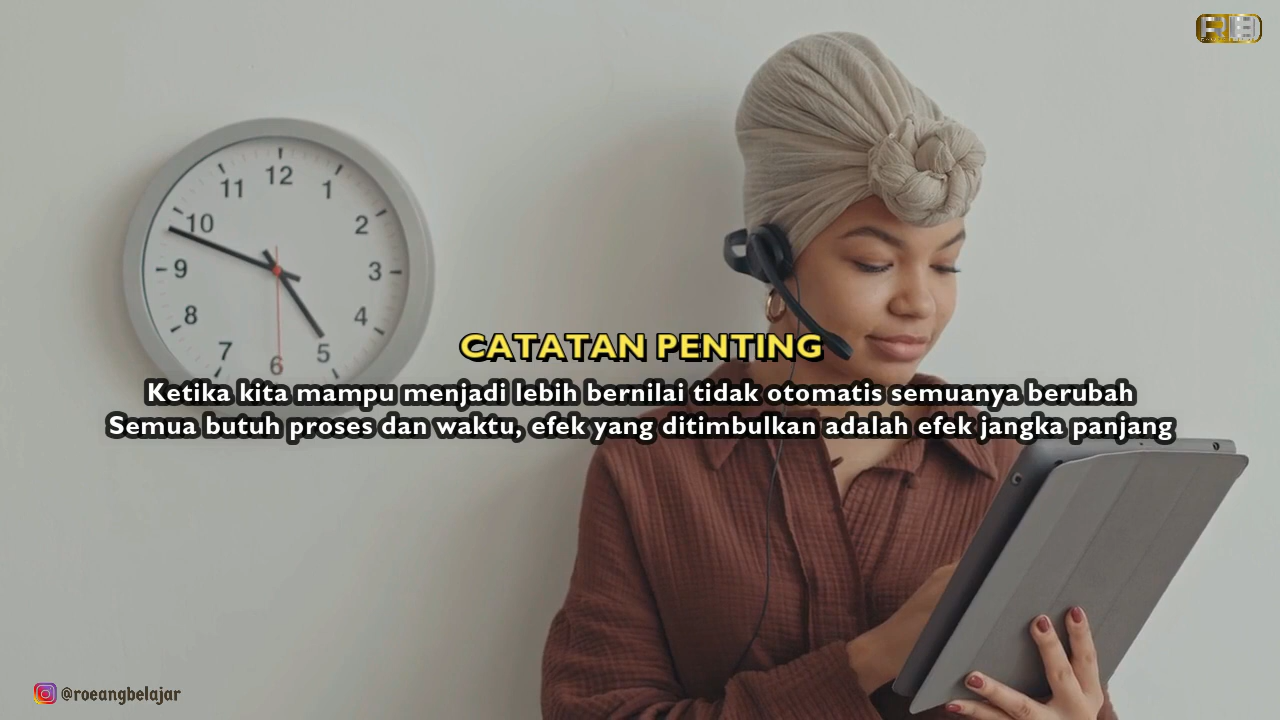 RB
12
11
1
10
2
9
3
8
4
7
5
6
CATATAN PENTING
Ketika kita mampu menjadi lebih bernilai tidak otomatis semuanya berubah
Semua butuh proses dan waktu, efek yang ditimbulkan adalah efek jangka panjang
@roeangbelajar